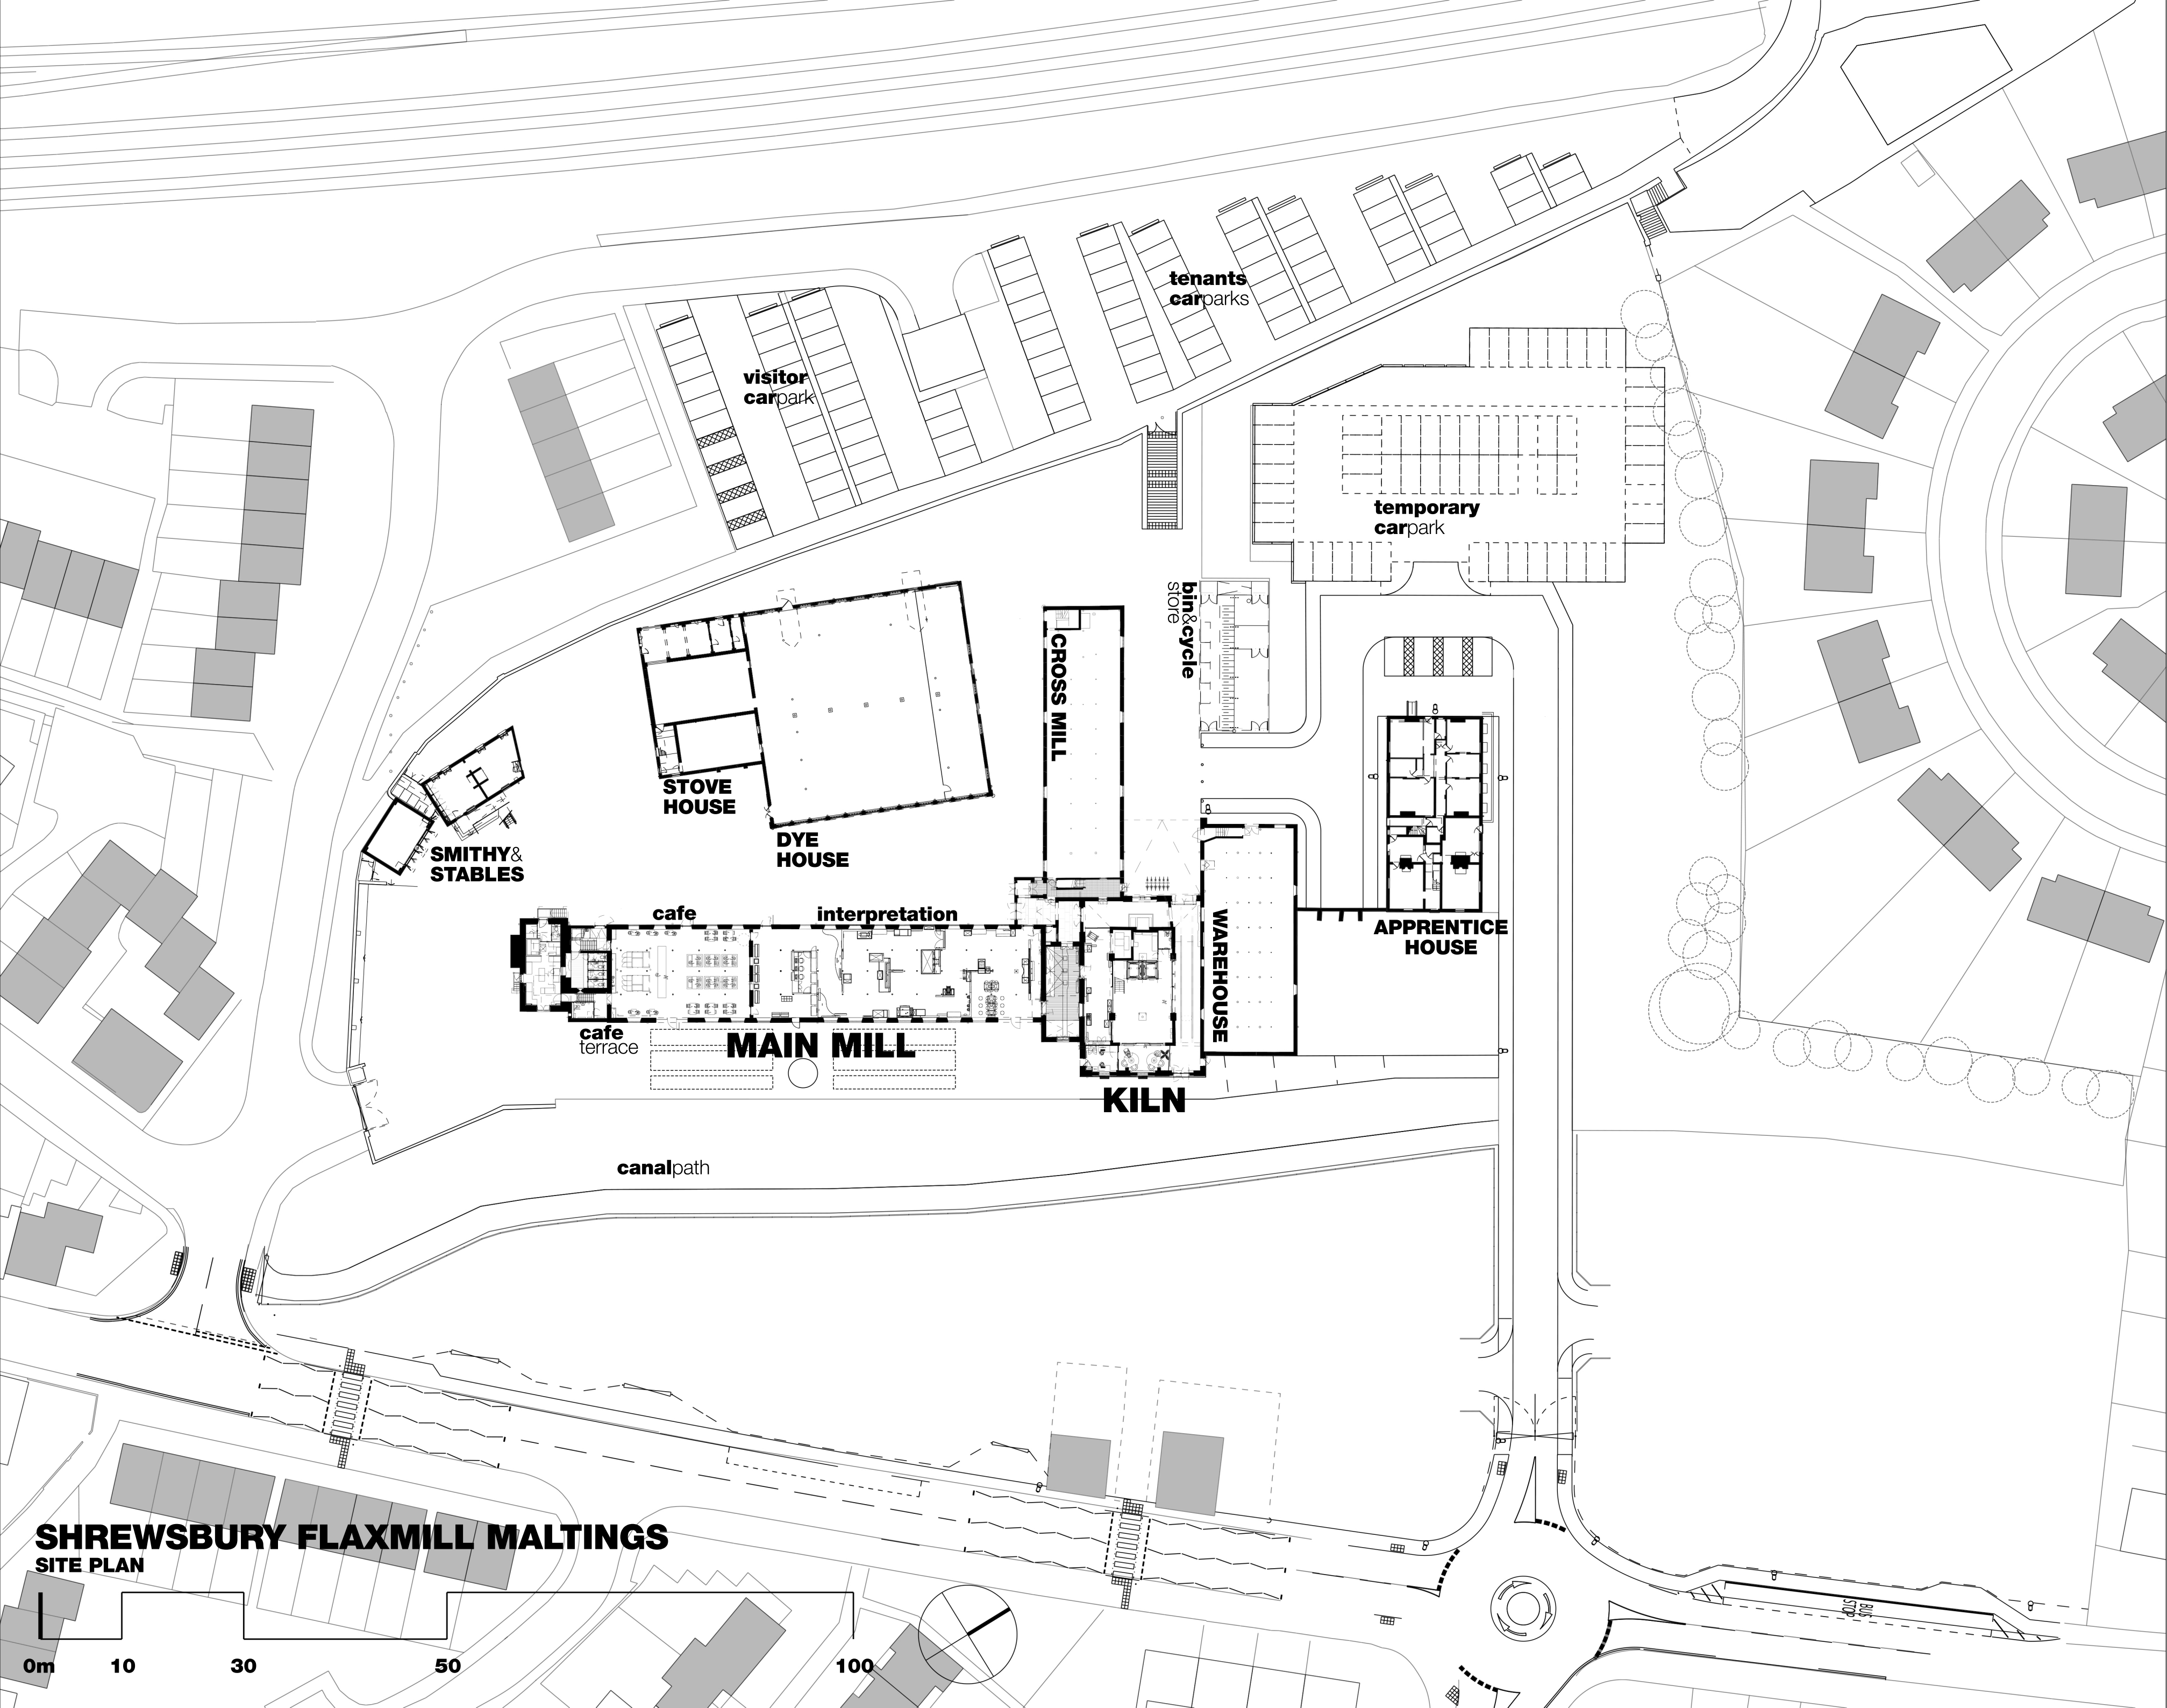 tenants
carparks
visitor
carpark
temporary
carpark
bin&cycle
store
CROSS MILL
STOVE
HOUSE
DYE
HOUSE
SMITHY&
STABLES
cafe
interpretation
WAREHOUSE
APPRENTICE
HOUSE
cafe
terrace
MAIN MILL
KILN
canalpath
SHREWSBURY FLAXMILL MALTINGS
SITE PLAN
BUS
STOP
0m 10 30 50 100